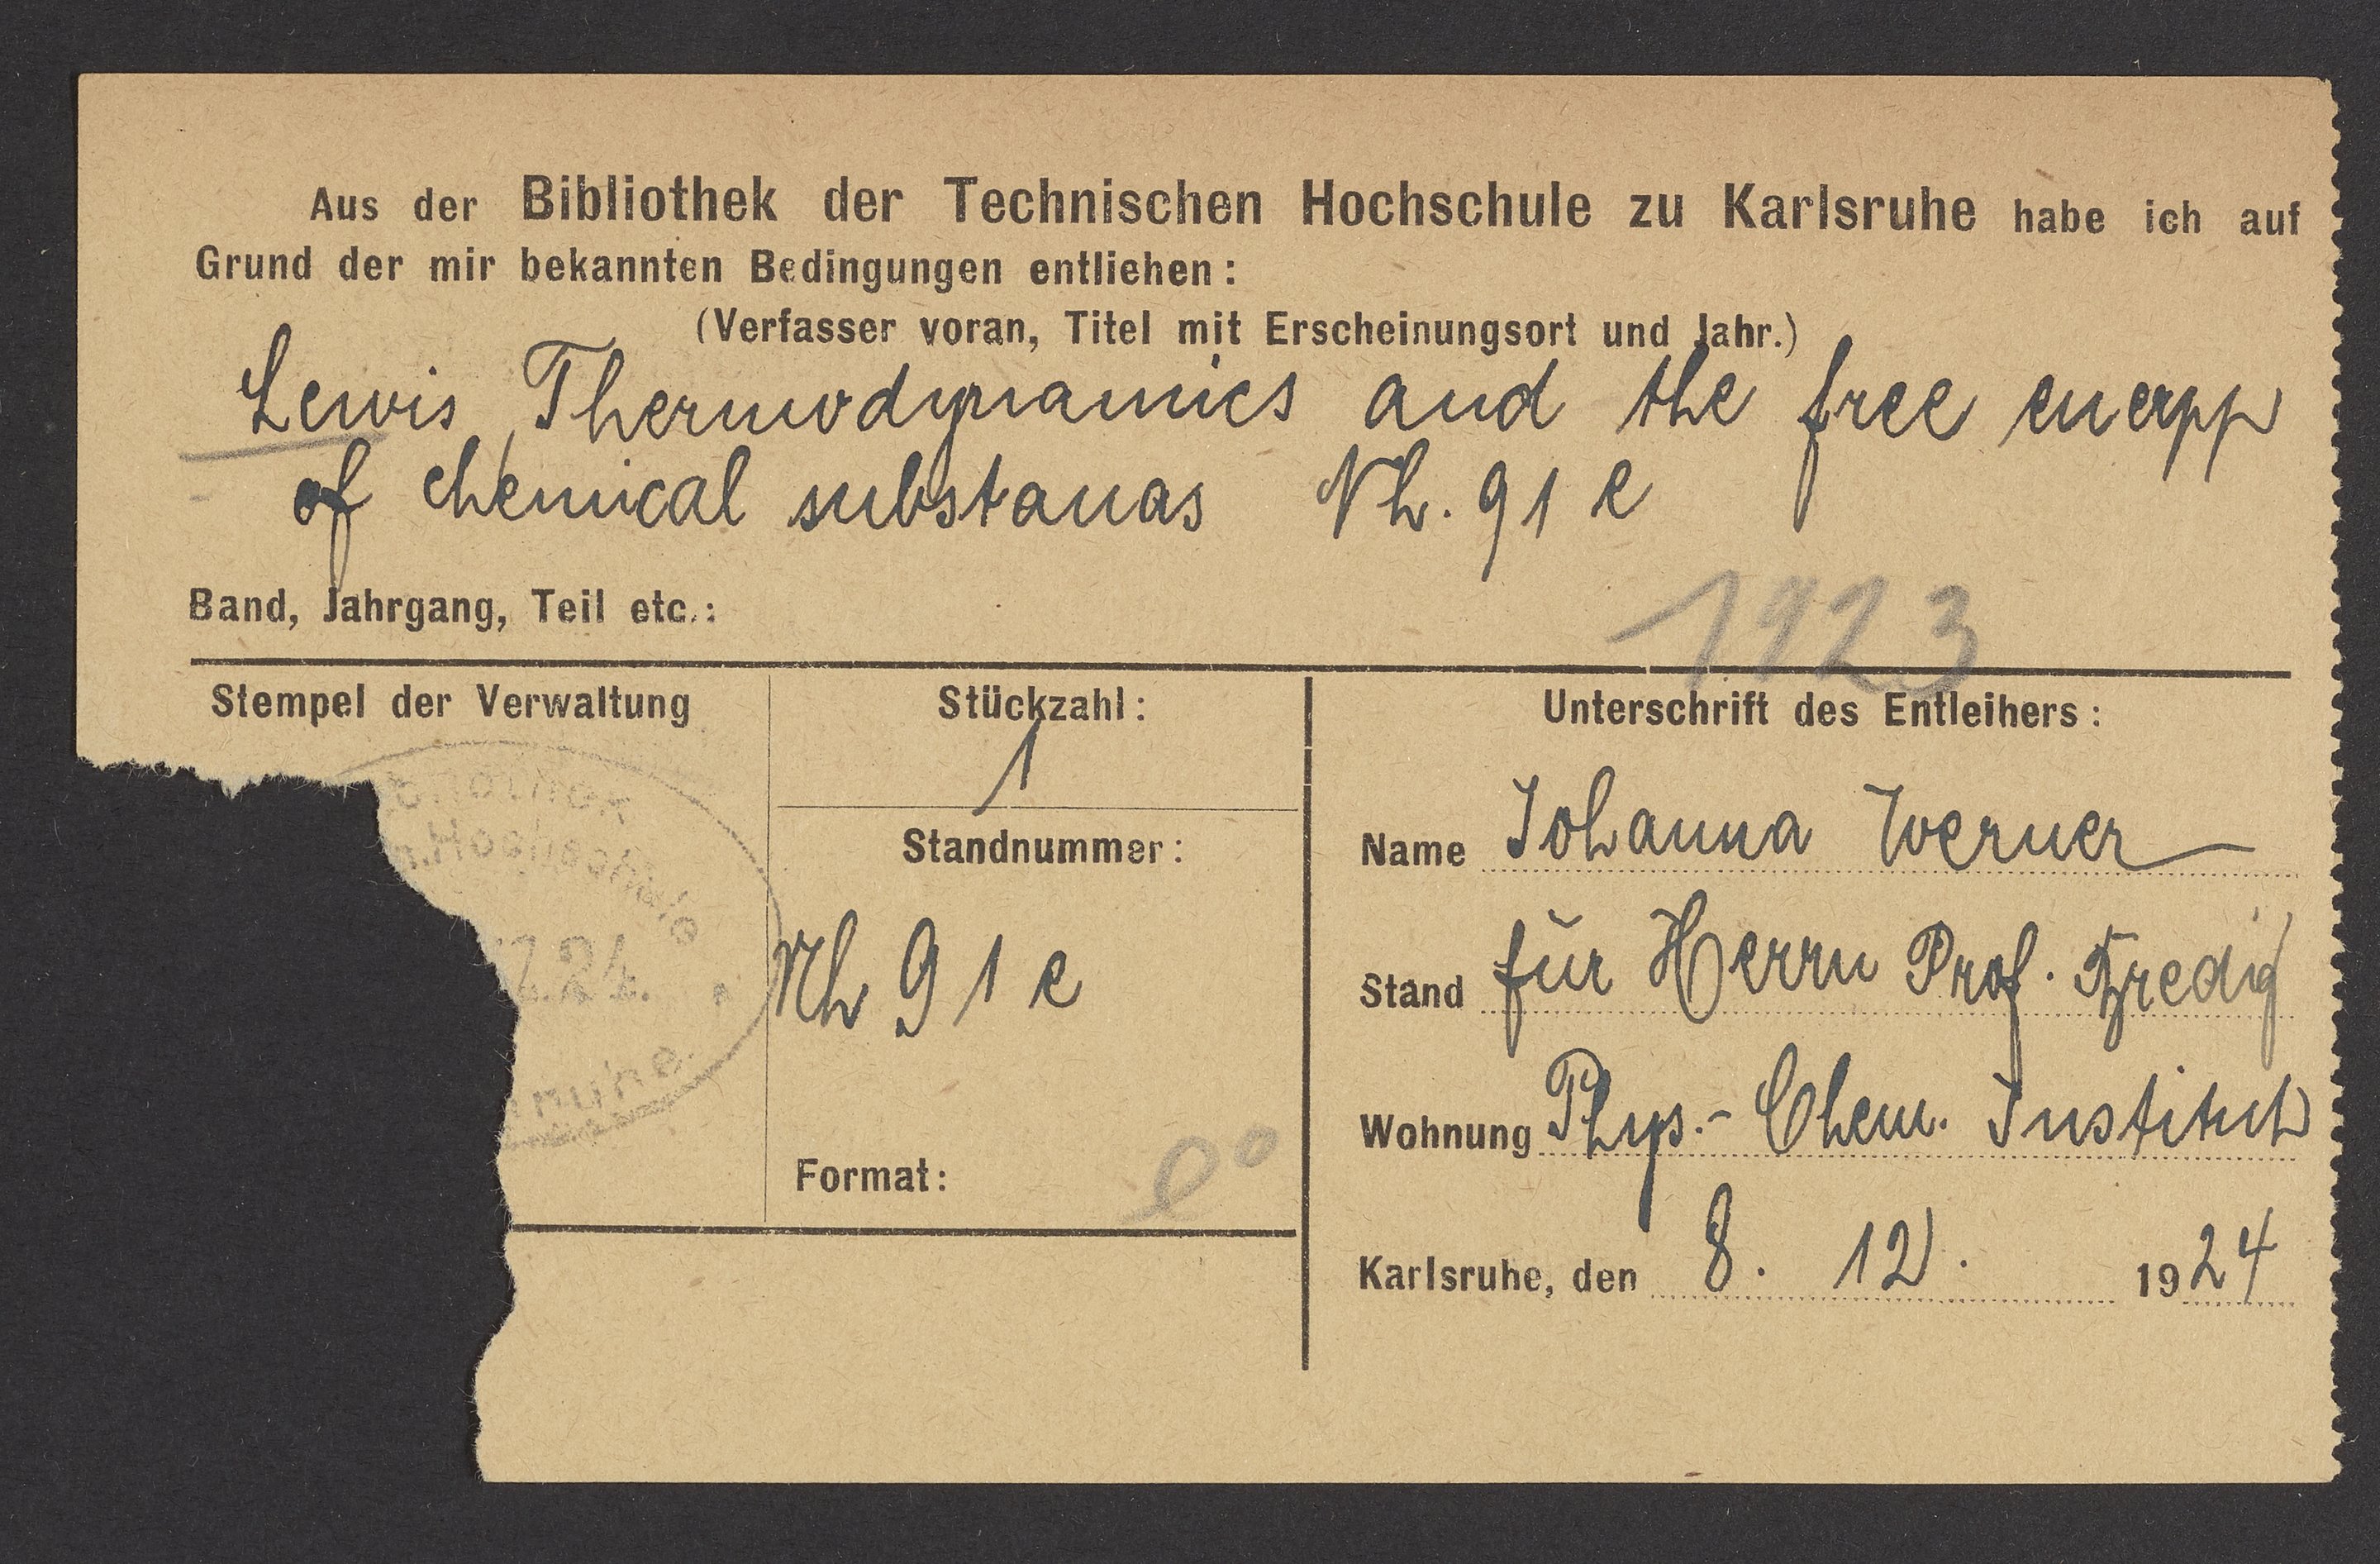 Aus der Bibliothek der Technischen Hochschule zu Karlsruhe habe ich auf
Grund der mir bekannten Bedingungen entliehen:
(Verfasser voran, Titel mit Erscheinungsort und Jahr.)
Lewis, Thermodynamics and the free energy
of chemical substanas Nh. 91 e
Band, Jahrgang, Teil etc.:
1923
Stempel der Verwaltung
Stückzahl:
1
Standnummer:
Nh 91 e
Format:
Unterschrift des Entleihers:
Name Johanna Werner
Stand für Herrn Prof. Bredig
Wohnung Phys.- Chem. Institut
Karlsruhe, den 8. 12. 1924